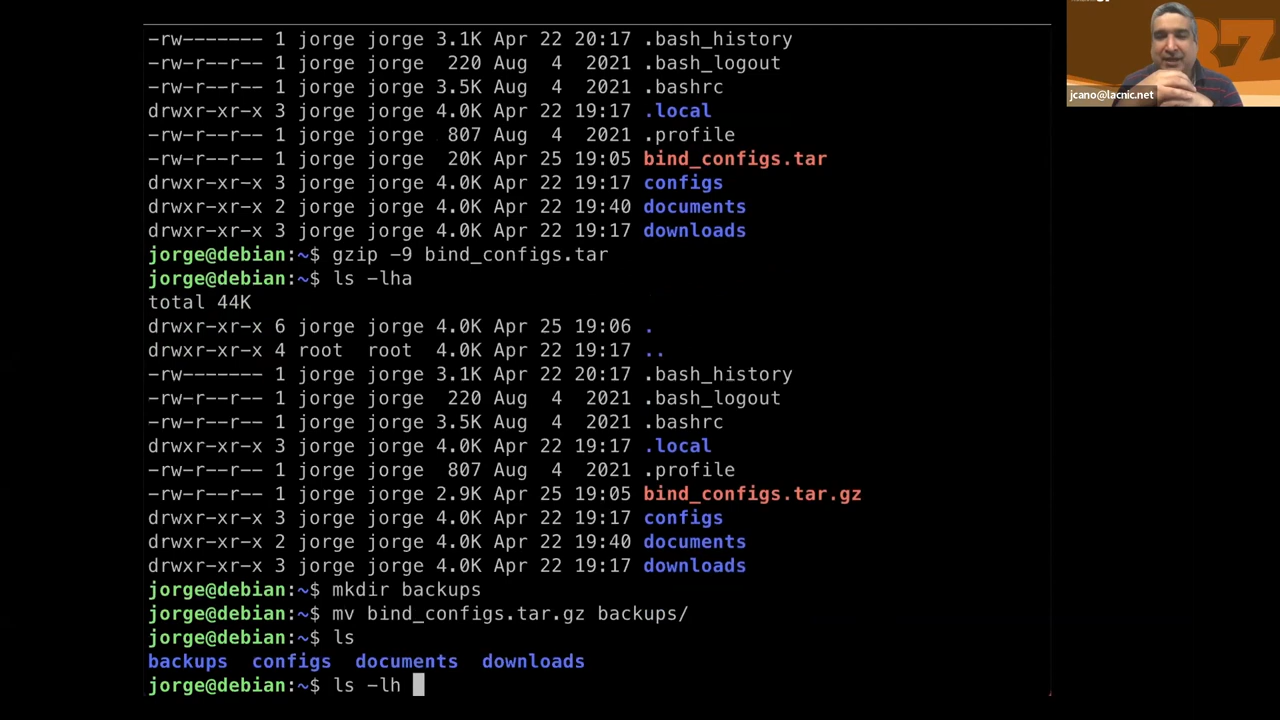 -rw------- 1 jorge jorge 3.1K Apr 22 20:17 .bash_history
-rw-r--r-- 1 jorge jorge  220 Aug  4  2021 .bash_logout
-rw-r--r-- 1 jorge jorge 3.5K Aug  4  2021 .bashrc
drwxr-xr-x 3 jorge jorge 4.0K Apr 22 19:17 .local
-rw-r--r-- 1 jorge jorge  807 Aug  4  2021 .profile
-rw-r--r-- 1 jorge jorge  20K Apr 25 19:05 bind_configs.tar
drwxr-xr-x 3 jorge jorge 4.0K Apr 22 19:17 configs
drwxr-xr-x 2 jorge jorge 4.0K Apr 22 19:40 documents
drwxr-xr-x 3 jorge jorge 4.0K Apr 22 19:17 downloads
jorge@debian:~$ gzip -9 bind_configs.tar
jorge@debian:~$ ls -lha
total 44K
drwxr-xr-x 6 jorge jorge 4.0K Apr 25 19:06 .
drwxr-xr-x 4 root  root  4.0K Apr 22 19:17 ..
-rw------- 1 jorge jorge 3.1K Apr 22 20:17 .bash_history
-rw-r--r-- 1 jorge jorge  220 Aug  4  2021 .bash_logout
-rw-r--r-- 1 jorge jorge 3.5K Aug  4  2021 .bashrc
drwxr-xr-x 3 jorge jorge 4.0K Apr 22 19:17 .local
-rw-r--r-- 1 jorge jorge  807 Aug  4  2021 .profile
-rw-r--r-- 1 jorge jorge 2.9K Apr 25 19:05 bind_configs.tar.gz
drwxr-xr-x 3 jorge jorge 4.0K Apr 22 19:17 configs
drwxr-xr-x 2 jorge jorge 4.0K Apr 22 19:40 documents
drwxr-xr-x 3 jorge jorge 4.0K Apr 22 19:17 downloads
jorge@debian:~$ mkdir backups
jorge@debian:~$ mv bind_configs.tar.gz backups/
jorge@debian:~$ ls
backups  configs  documents  downloads
jorge@debian:~$ ls -lh
jcano@lacnic.net